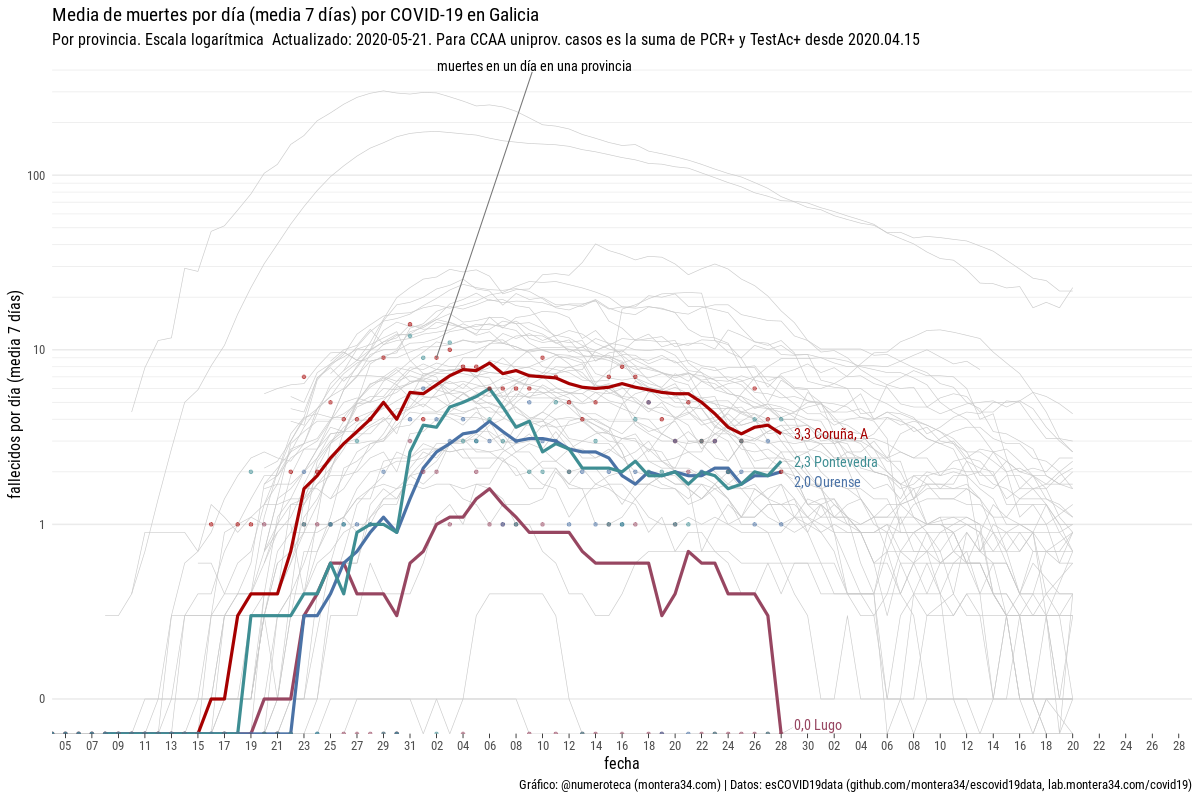 Media de muertes por día (media 7 días) por COVID-19 en Galicia
Por provincia. Escala logarítmica  Actualizado: 2020-05-21. Para CCAA uniprov. casos es la suma de PCR+ y TestAc+ desde 2020.04.15
muertes en un día en una provincia
fallecidos por día (media  7 días)
100
10
1
0
3,3 Coruña, A
2,3 Pontevedra
2,0 Ourense
0,0 Lugo
05 07 09 11 13 15 17 19 21 23 25 27 29 31 02 04 06 08 10 12 14 16 18 20 22 24 26 28 30 02 04 06 08 10 12 14 16 18 20 22 24 26 28
fecha
Gráfico: @numeroteca (montera34.com) | Datos: esCOVID19data (github.com/montera34/escovid19data, lab.montera34.com/covid19)